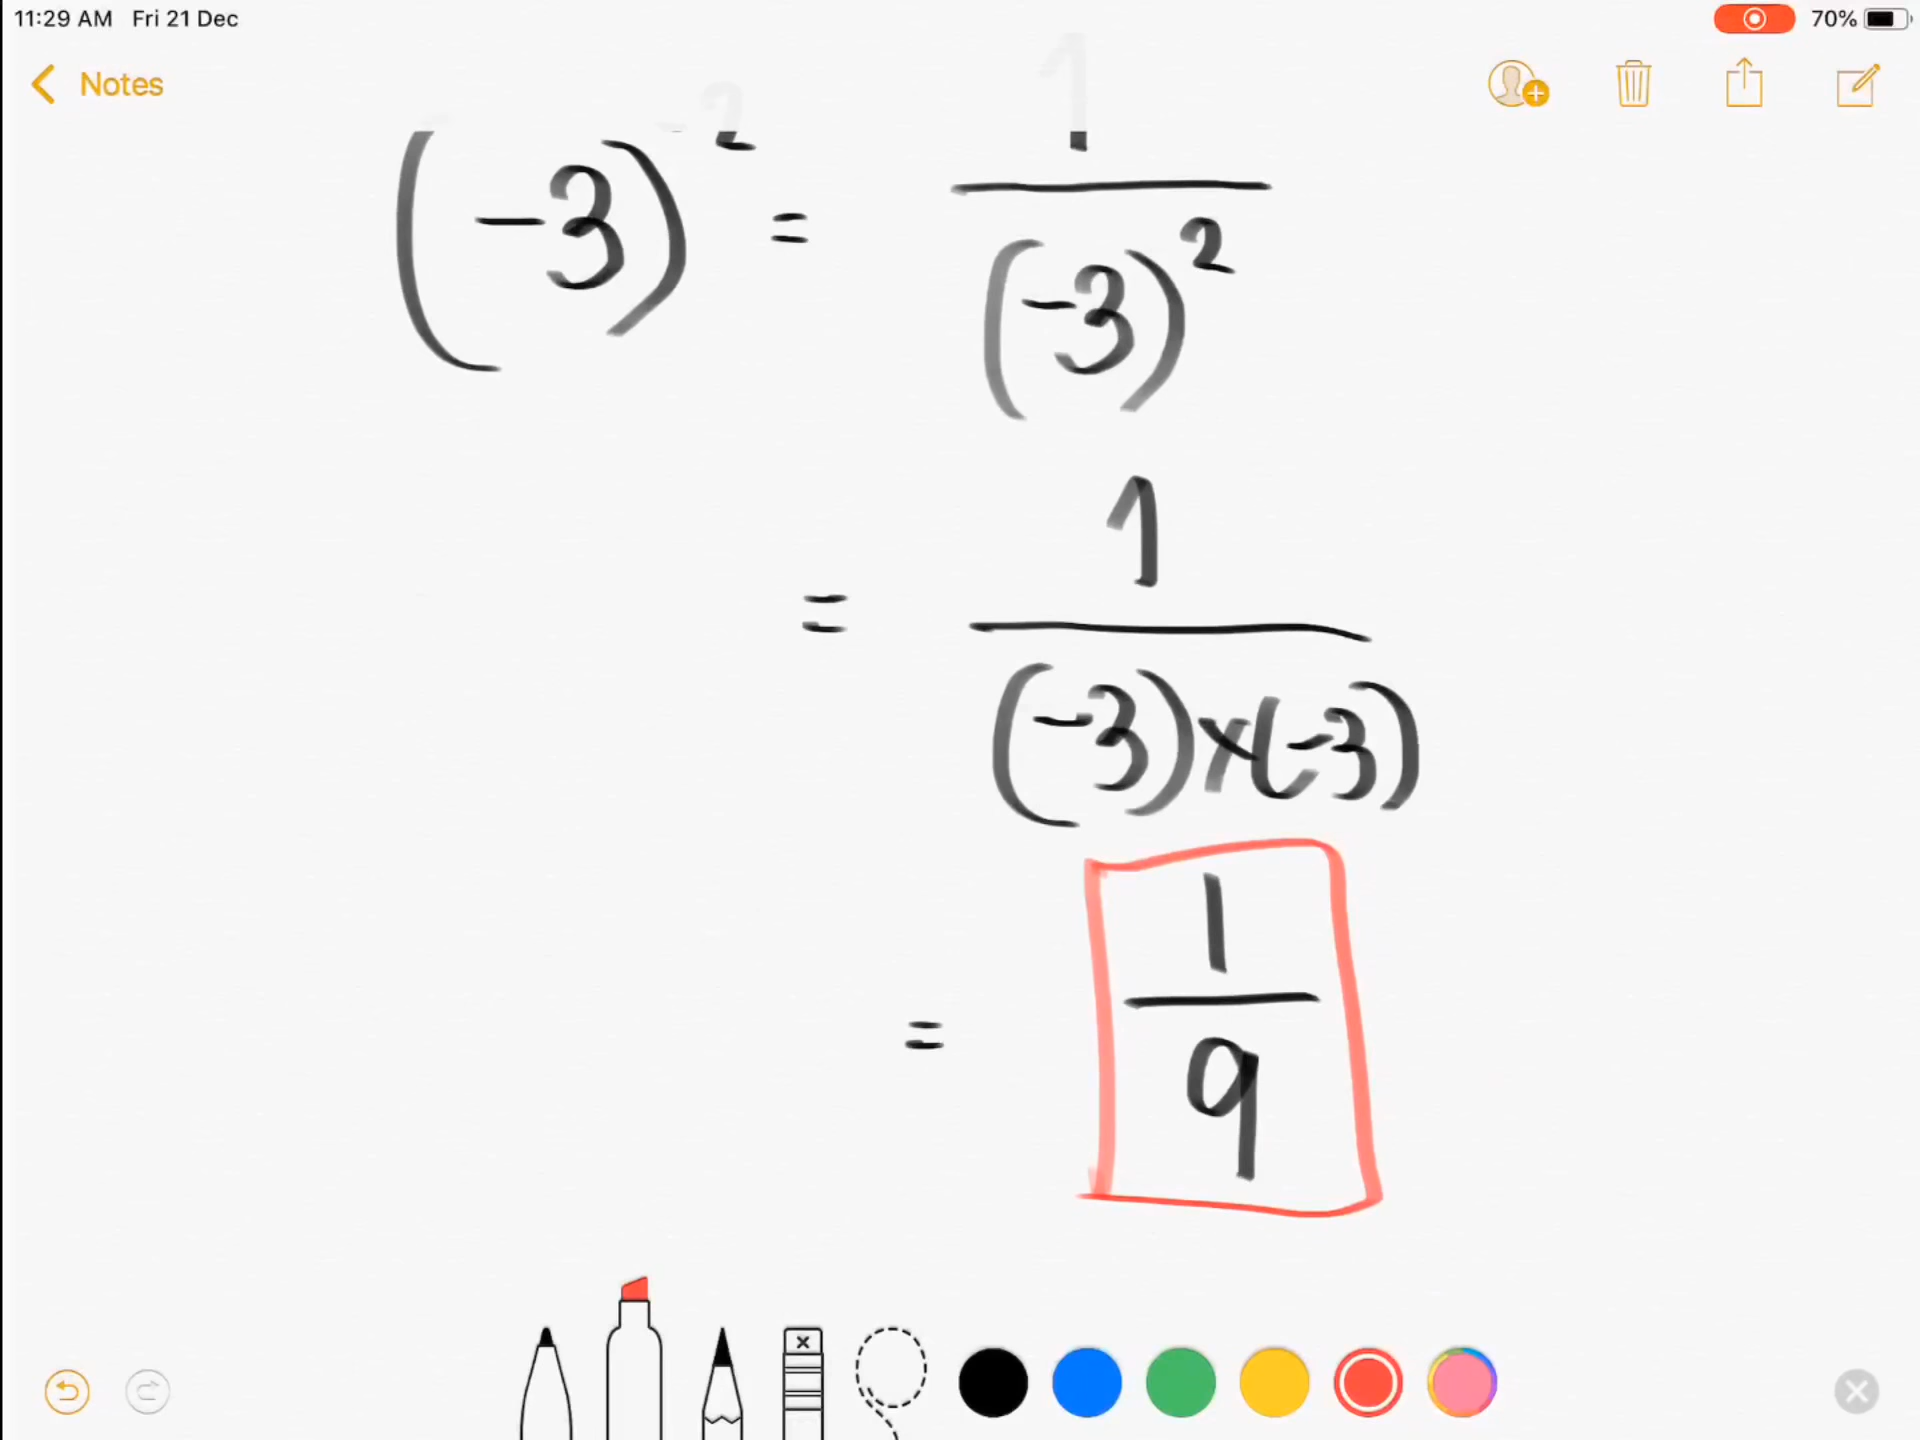 11:29 AM Fri 21 Dec 70%
Notes
(-3)⁻² = 1/(-3)²
= 1/(-3)×(-3)
= 1/9